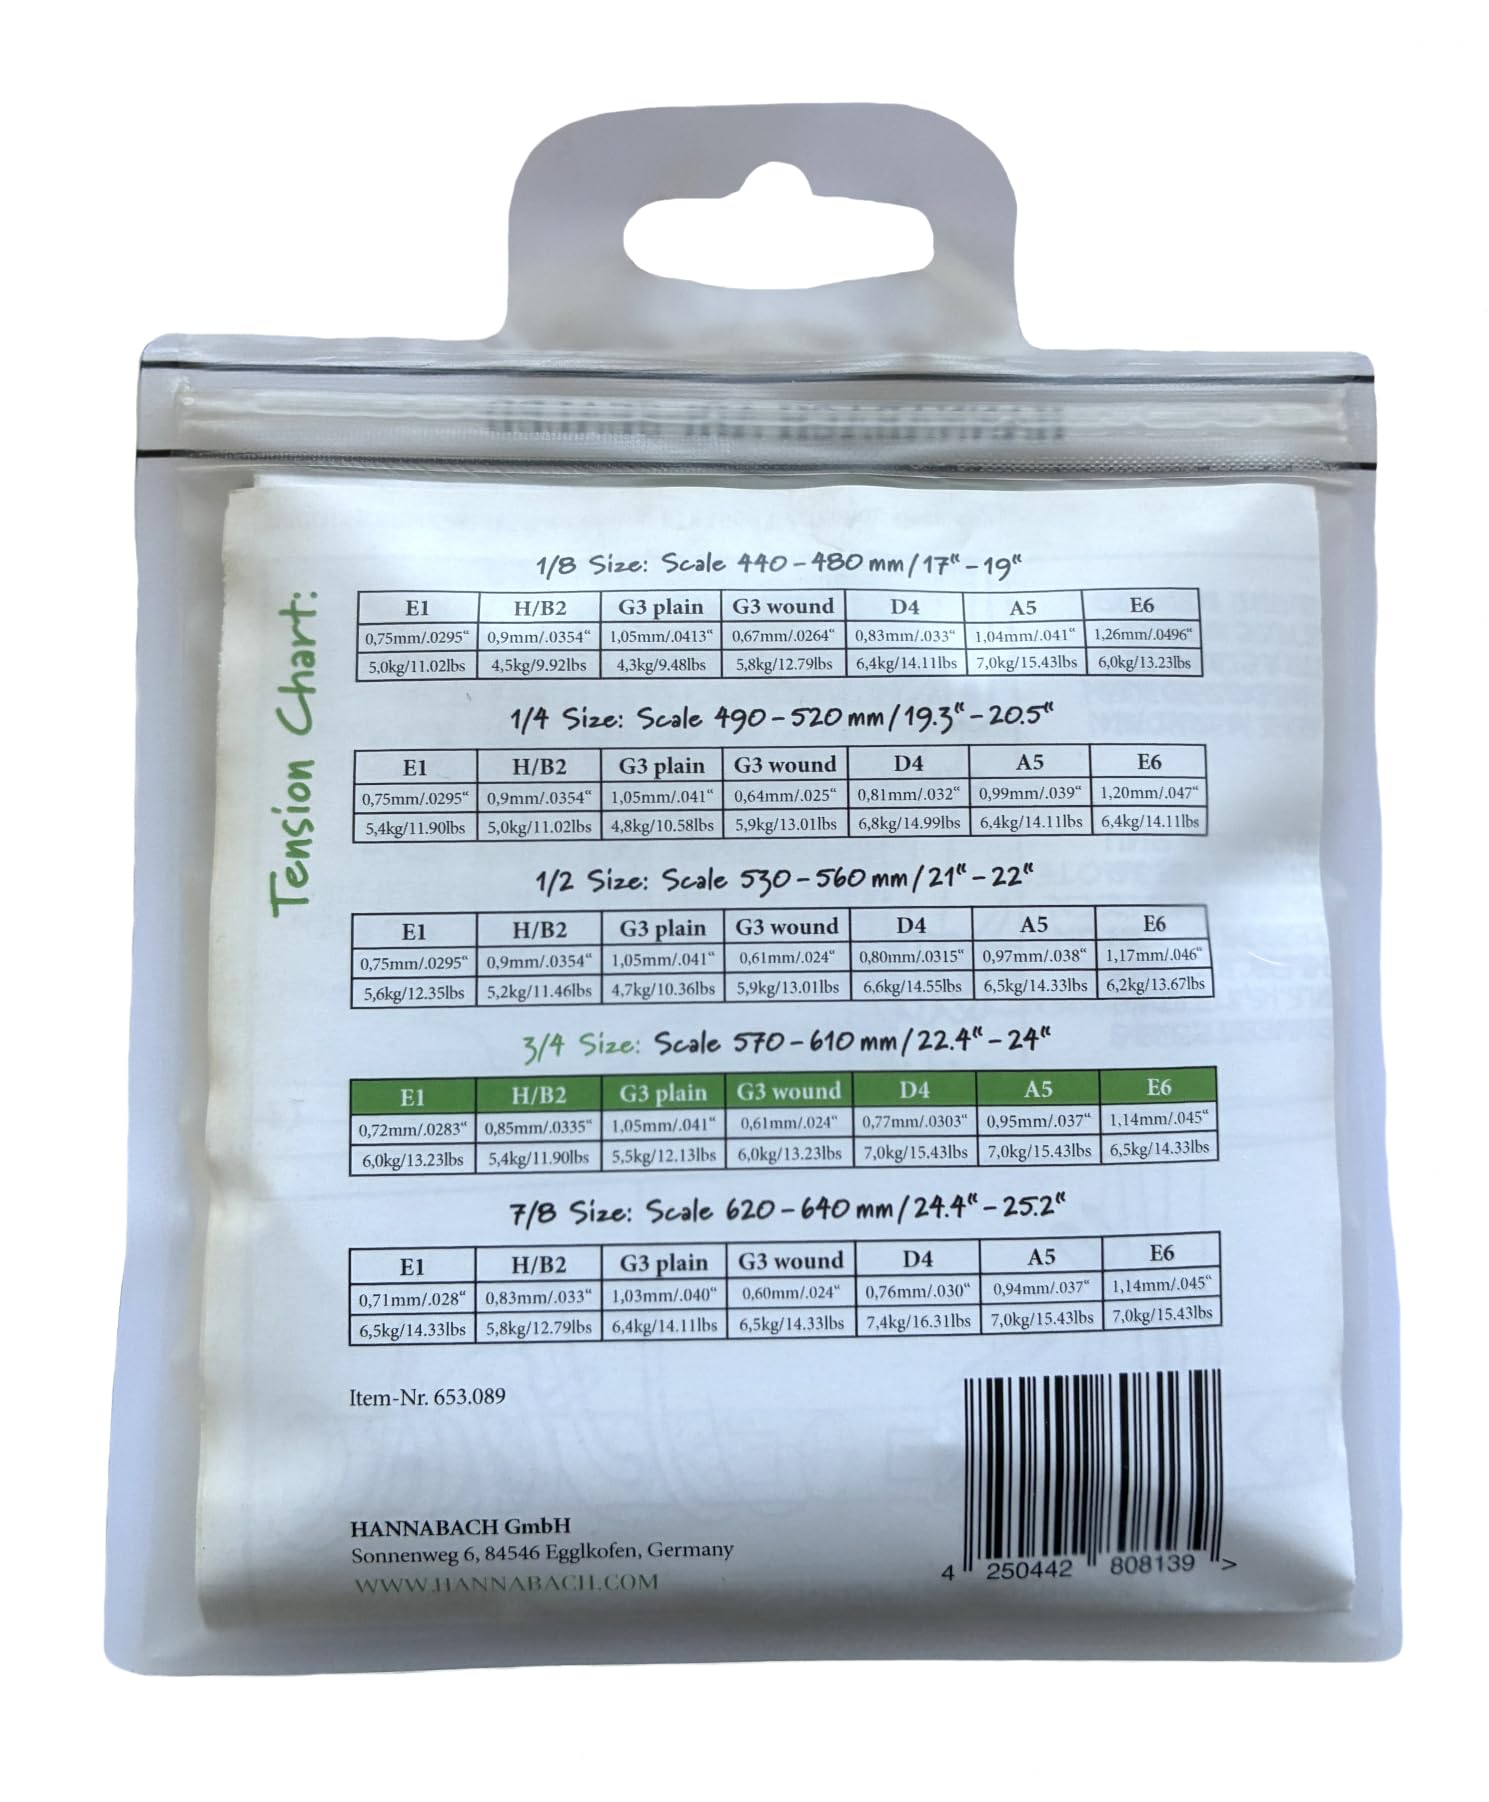 Tension Chart:
1/8 Size: Scale 440 – 480 mm / 17“ – 19“
E1 H/B2 G3 plain G3 wound D4 A5 E6
0,75mm/.0295“ 0,9mm/.0354“ 1,05mm/.0413“ 0,67mm/.0264“ 0,83mm/.033“ 1,04mm/.041“ 1,26mm/.0496“
5,0kg/11.02lbs 4,5kg/9.92lbs 4,3kg/9.48lbs 5,8kg/12.79lbs 6,4kg/14.11lbs 7,0kg/15.43lbs 6,0kg/13.23lbs
1/4 Size: Scale 490 – 520 mm / 19.3“ – 20.5“
E1 H/B2 G3 plain G3 wound D4 A5 E6
0,75mm/.0295“ 0,9mm/.0354“ 1,05mm/.041“ 0,64mm/.025“ 0,81mm/.032“ 0,99mm/.039“ 1,20mm/.047“
5,4kg/11.90lbs 5,0kg/11.02lbs 4,8kg/10.58lbs 5,9kg/13.01lbs 6,8kg/14.99lbs 6,4kg/14.11lbs 6,4kg/14.11lbs
1/2 Size: Scale 530 – 560 mm / 21“ – 22“
E1 H/B2 G3 plain G3 wound D4 A5 E6
0,75mm/.0295“ 0,9mm/.0354“ 1,05mm/.041“ 0,61mm/.024“ 0,80mm/.0315“ 0,97mm/.038“ 1,17mm/.046“
5,6kg/12.35lbs 5,2kg/11.46lbs 4,7kg/10.36lbs 5,9kg/13.01lbs 6,6kg/14.55lbs 6,5kg/14.33lbs 6,2kg/13.67lbs
3/4 Size: Scale 570 – 610 mm / 22.4“ – 24“
E1 H/B2 G3 plain G3 wound D4 A5 E6
0,72mm/.0283“ 0,85mm/.0335“ 1,05mm/.041“ 0,61mm/.024“ 0,77mm/.0303“ 0,95mm/.037“ 1,14mm/.045“
6,0kg/13.23lbs 5,4kg/11.90lbs 5,5kg/12.13lbs 6,0kg/13.23lbs 7,0kg/15.43lbs 7,0kg/15.43lbs 6,5kg/14.33lbs
7/8 Size: Scale 620 – 640 mm / 24.4“ – 25.2“
E1 H/B2 G3 plain G3 wound D4 A5 E6
0,71mm/.028“ 0,83mm/.033“ 1,03mm/.040“ 0,60mm/.024“ 0,76mm/.030“ 0,94mm/.037“ 1,14mm/.045“
6,5kg/14.33lbs 5,8kg/12.79lbs 6,4kg/14.11lbs 6,5kg/14.33lbs 7,4kg/16.31lbs 7,0kg/15.43lbs 7,0kg/15.43lbs
Item-Nr. 653.089
HANNABACH GmbH
Sonnenweg 6, 84546 Egglkofen, Germany
WWW.HANNABACH.COM
4 250442 808139 >